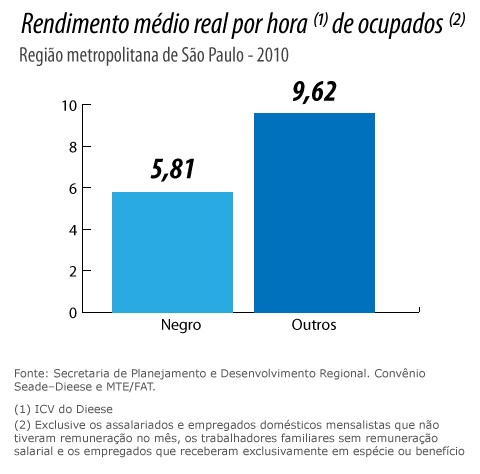 Rendimento médio real por hora (1) de ocupados (2)
Região metropolitana de São Paulo - 2010
9,62
10
8
5,81
6
4
2
0
Negro
Outros
Fonte: Secretaria de Planejamento e Desenvolvimento Regional. Convênio
Seade–Dieese e MTE/FAT.
(1) ICV do Dieese
(2) Exclusive os assalariados e empregados domésticos mensalistas que não
tiveram remuneração no mês, os trabalhadores familiares sem remuneração
salarial e os empregados que receberam exclusivamente em espécie ou benefício